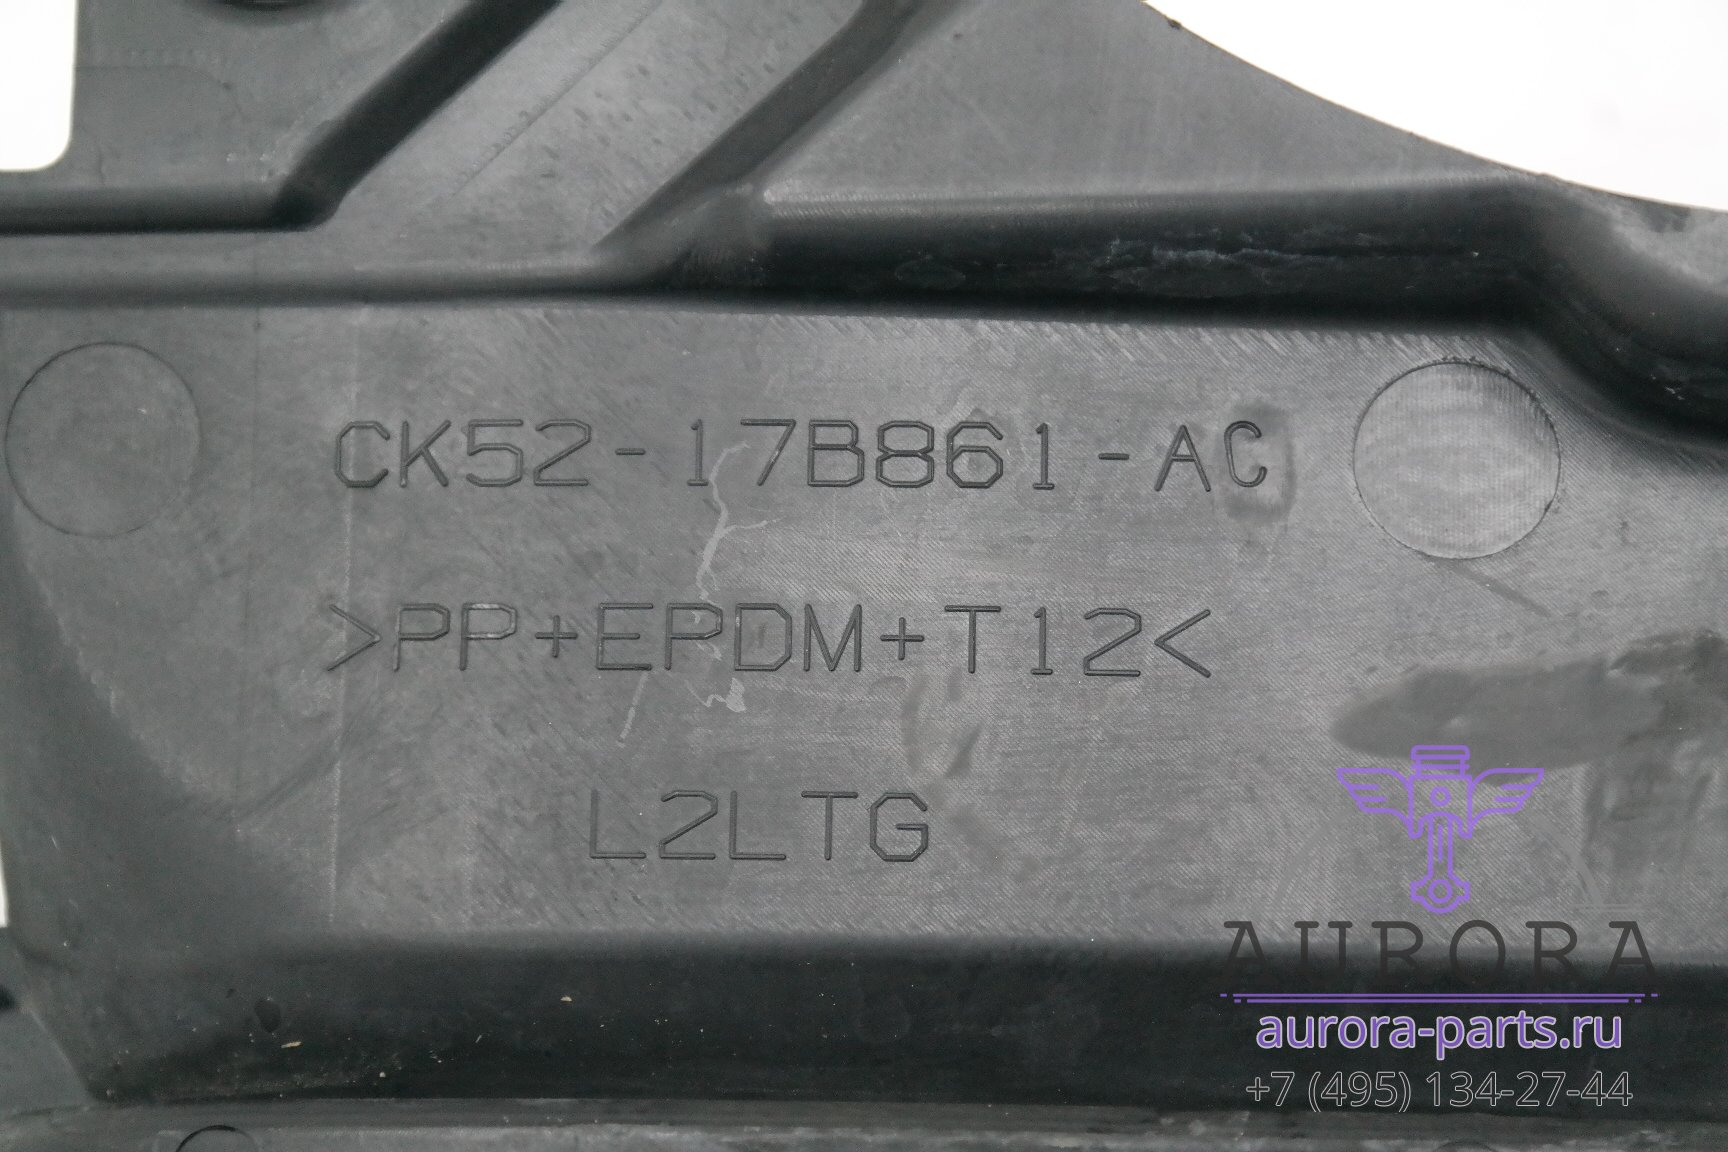 CK52-17B861-AC
>PP+EPDM+T12<
L2LTG
AURORA
aurora-parts.ru
+7 (495) 134-27-44